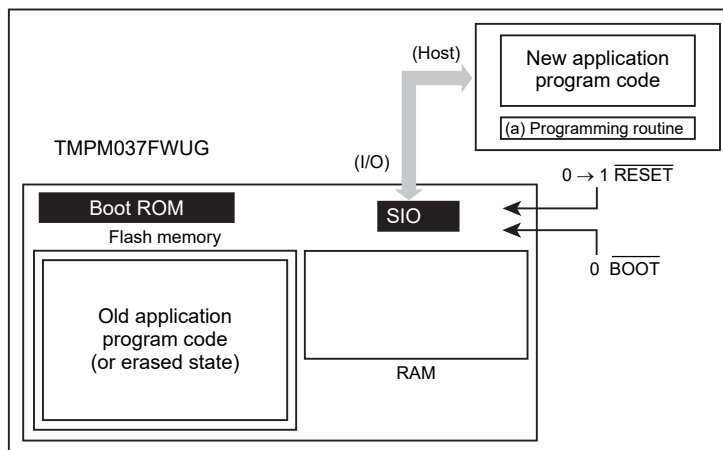 (Host)
New application
program code
(a) Programming routine
TMPM037FWUG
(I/O)
0 → 1 RESET
Boot ROM
SIO
Flash memory
0 BOOT
Old application
program code
(or erased state)
RAM